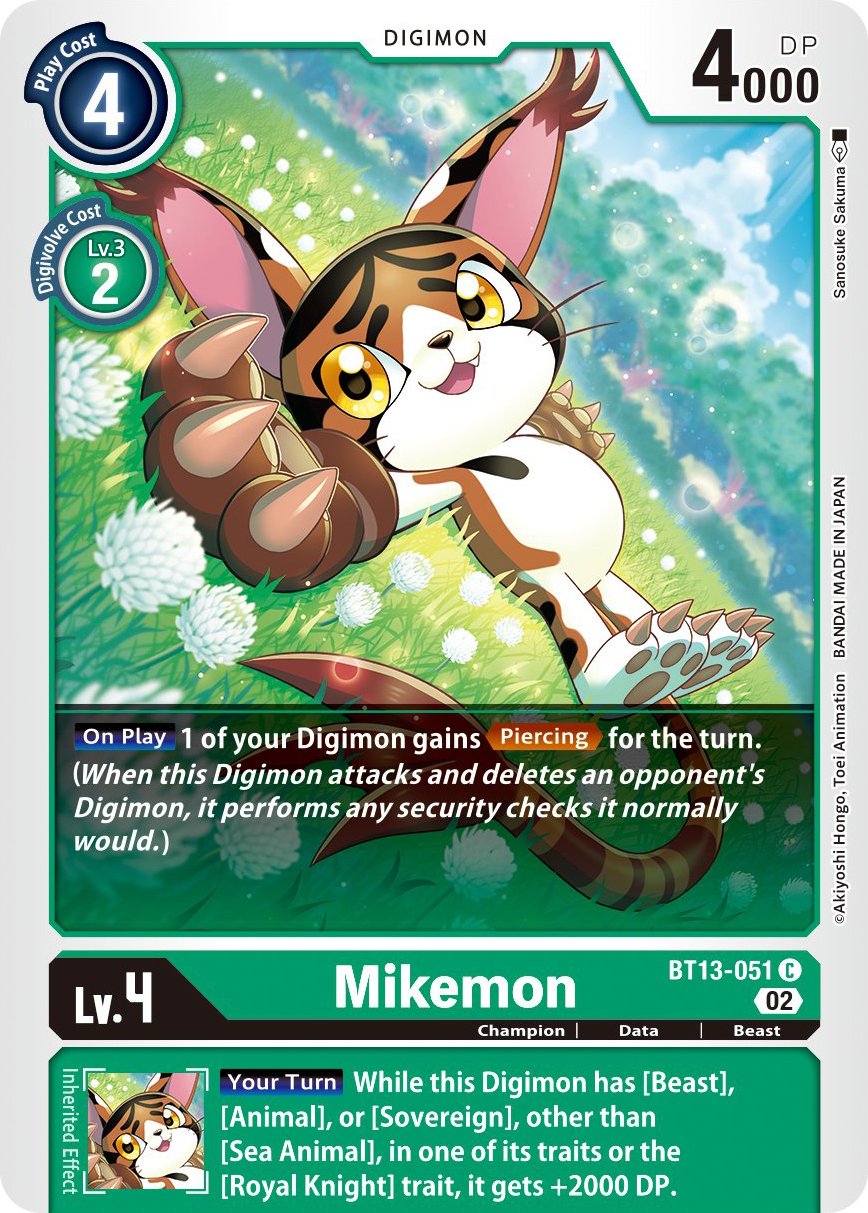 DIGIMON
Play Cost
4
DP
4000
Digivolve Cost
Lv.3
2
Sanosuke Sakuma
BANDAI MADE IN JAPAN
©Akiyoshi Hongo, Toei Animation
On Play 1 of your Digimon gains Piercing for the turn.
(When this Digimon attacks and deletes an opponent's
Digimon, it performs any security checks it normally
would.)
Lv.4
Mikemon
BT13-051 C
02
Champion | Data | Beast
Inherited Effect
Your Turn While this Digimon has [Beast],
[Animal], or [Sovereign], other than
[Sea Animal], in one of its traits or the
[Royal Knight] trait, it gets +2000 DP.